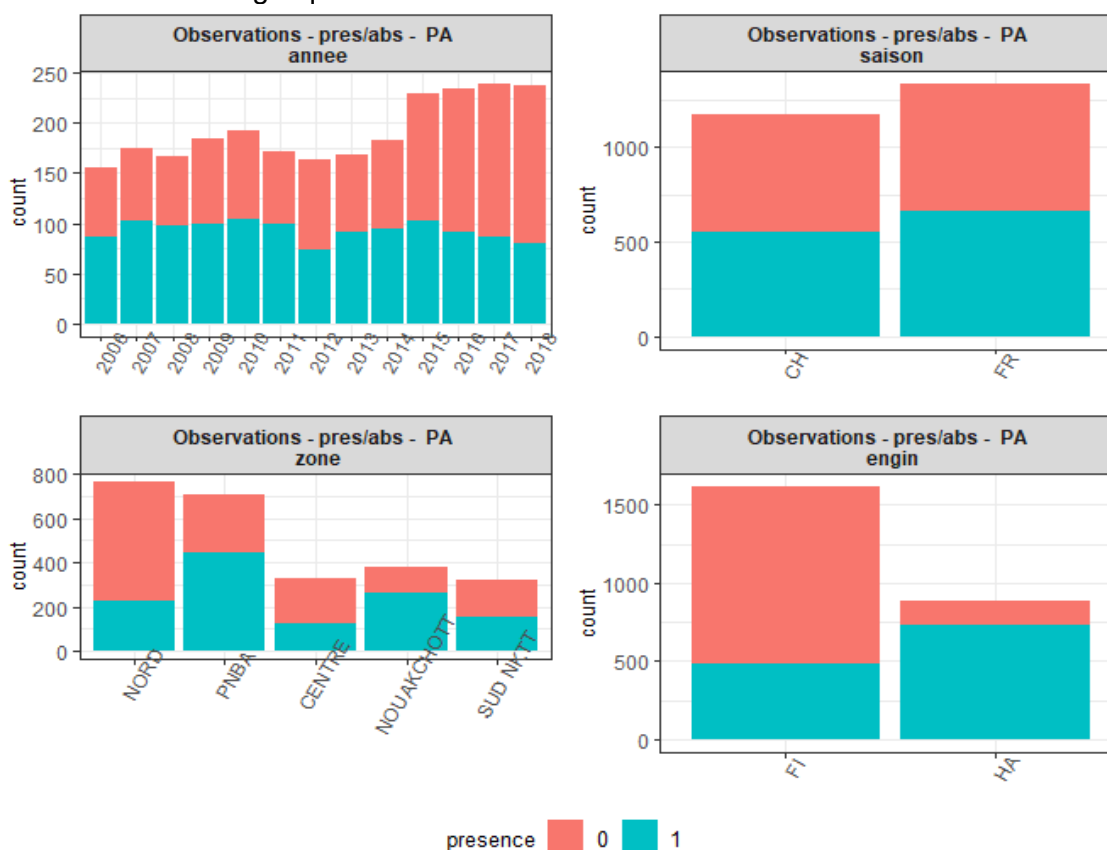 Observations - pres/abs - PA
annee
250
200
150
100
50
0
count
2006 2007 2008 2009 2010 2011 2012 2013 2014 2015 2016 2017 2018
Observations - pres/abs - PA
saison
1000
500
0
count
CH FR
Observations - pres/abs - PA
zone
800
600
400
200
0
count
NORD PNBA CENTRE NOUAKCHOTT SUD NKTT
Observations - pres/abs - PA
engin
1500
1000
500
0
count
FI HA
presence 0 1